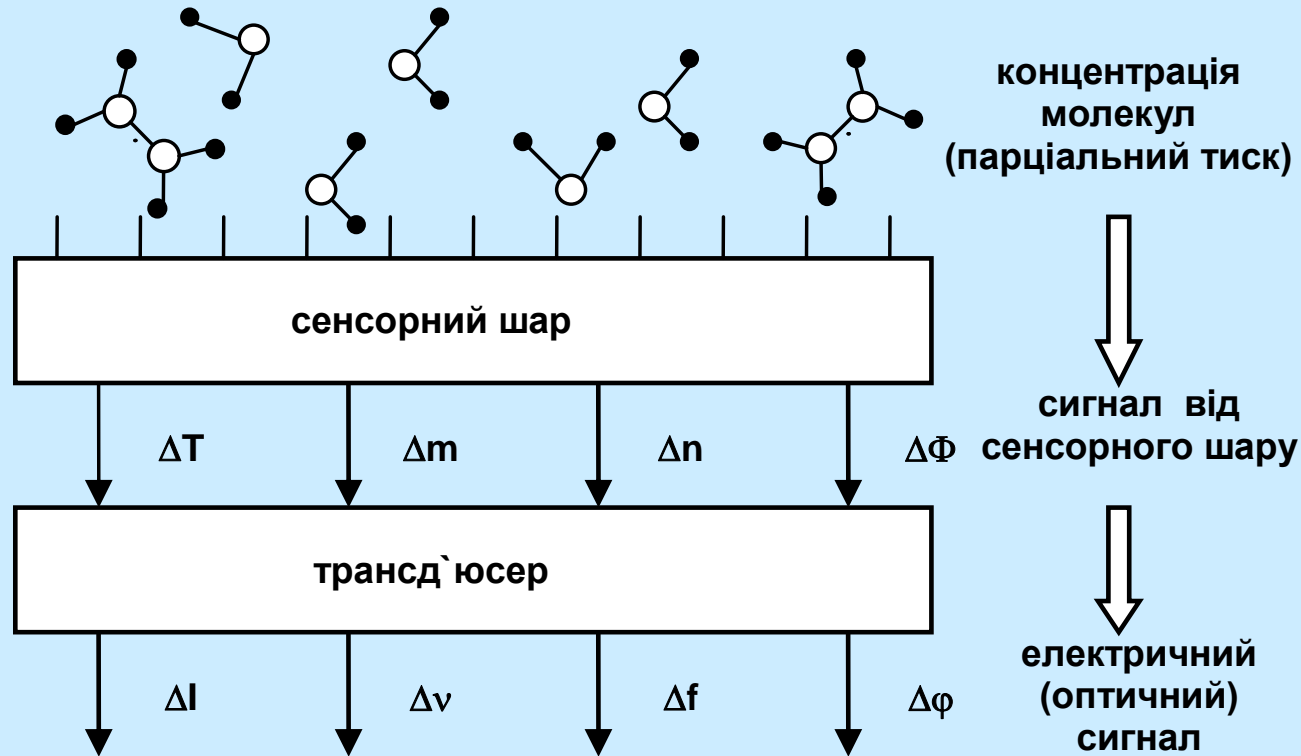 концентрація
молекул
(парціальний тиск)
сенсорний шар
сигнал від
сенсорного шару
ΔT
Δm
Δn
ΔΦ
трансд`юсер
електричний
(оптичний)
сигнал
ΔI
Δν
Δf
Δφ